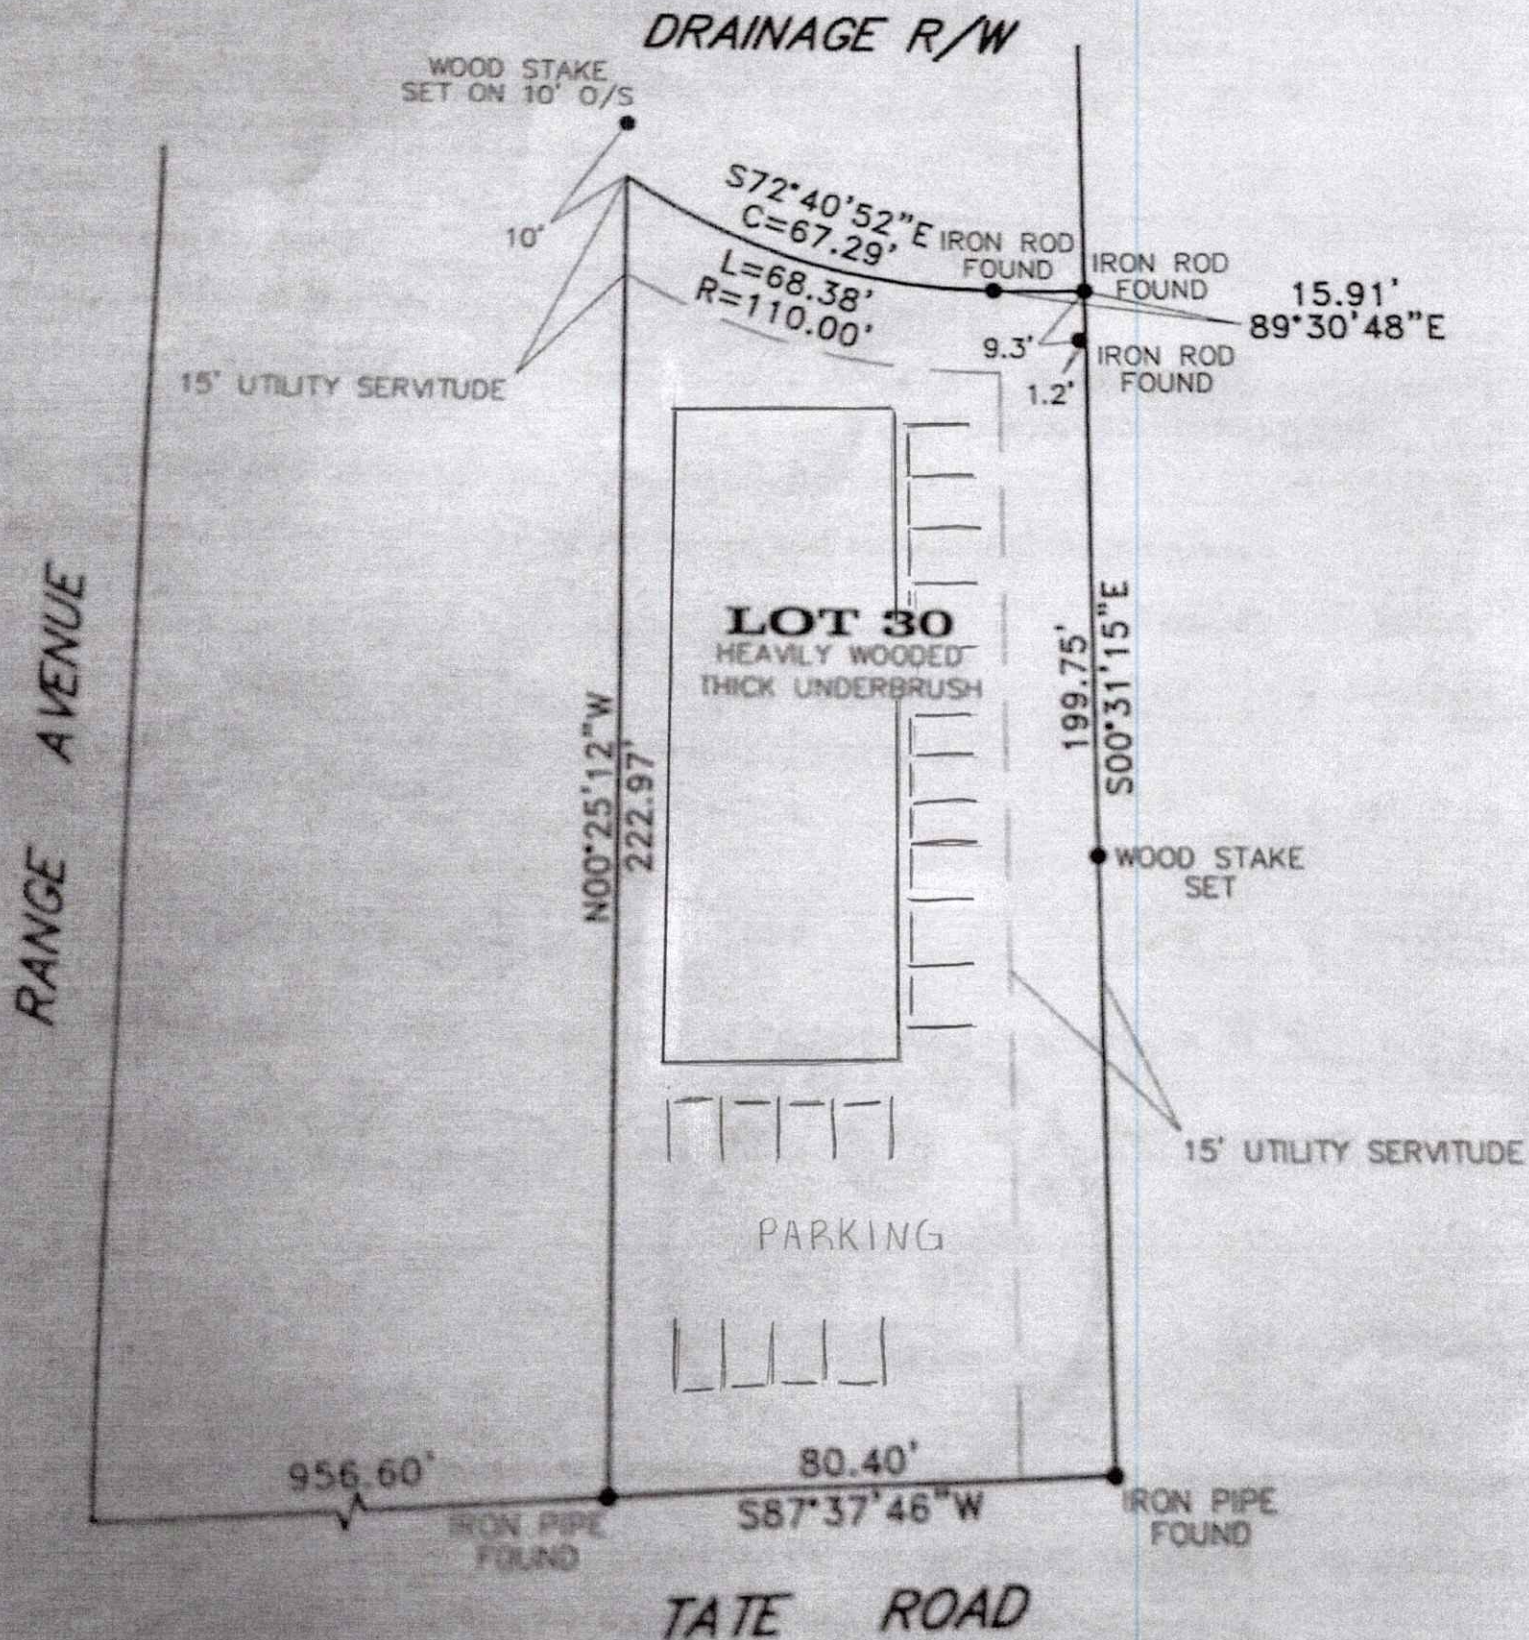 DRAINAGE R/W
WOOD STAKE
SET ON 10' O/S
10'
S72°40'52"E
C=67.29'
L=68.38'
R=110.00'
IRON ROD
FOUND
IRON ROD
FOUND
15.91'
89°30'48"E
9.3'
1.2'
IRON ROD
FOUND
15' UTILITY SERVITUDE
RANGE AVENUE
LOT 30
HEAVILY WOODED
THICK UNDERBRUSH
N00°25'12"W
222.97'
199.75'
S00°31'15"E
WOOD STAKE
SET
15' UTILITY SERVITUDE
PARKING
956.60'
80.40'
S87°37'46"W
IRON PIPE
FOUND
IRON PIPE
FOUND
TATE ROAD